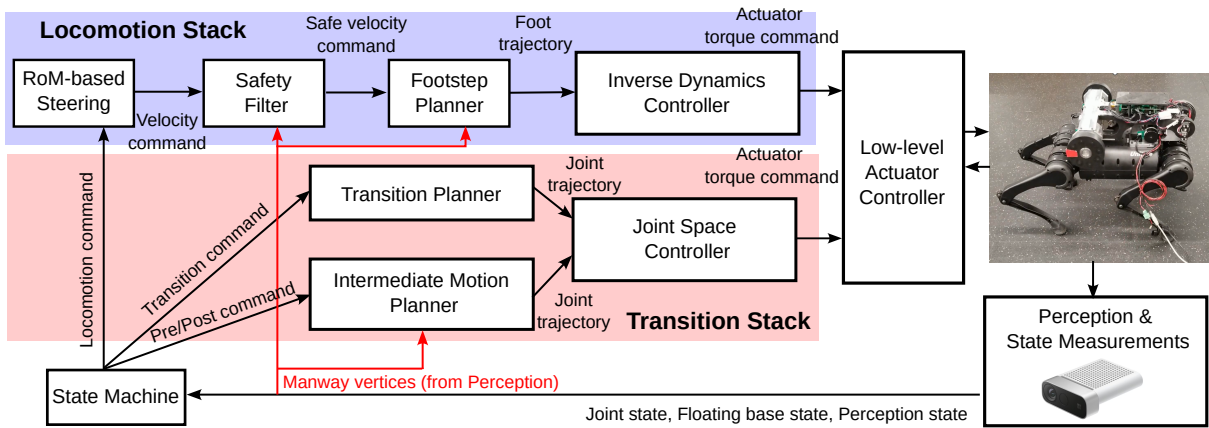 Locomotion Stack
Safe velocity
command
Foot
trajectory
Actuator
torque command
RoM-based
Steering
Safety
Filter
Footstep
Planner
Inverse Dynamics
Controller
Velocity
command
Low-level
Actuator
Controller
Locomotion command
Transition command
Pre/Post command
Transition Planner
Joint
trajectory
Actuator
torque command
Joint Space
Controller
Intermediate Motion
Planner
Joint
trajectory
Transition Stack
Perception &
State Measurements
State Machine
Manway vertices (from Perception)
Joint state, Floating base state, Perception state